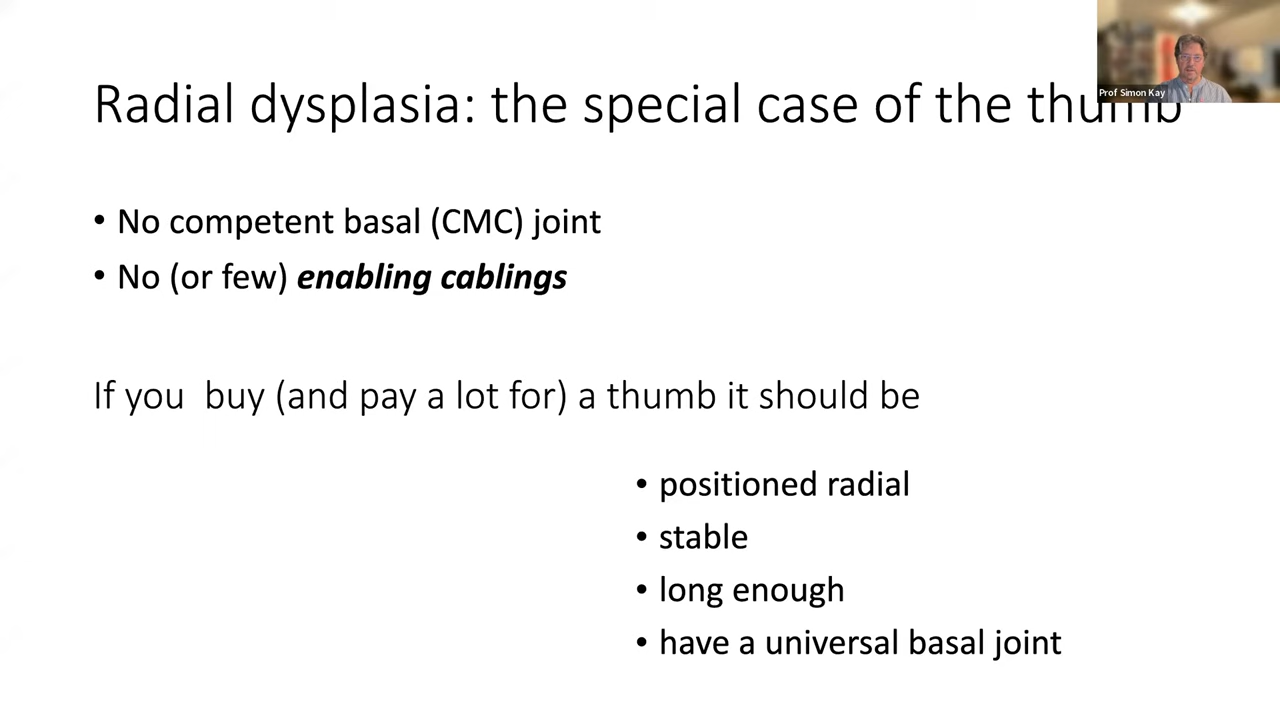 Radial dysplasia: the special case of the thumb
Prof Simon Kay
• No competent basal (CMC) joint
• No (or few) enabling cablings
If you buy (and pay a lot for) a thumb it should be
• positioned radial
• stable
• long enough
• have a universal basal joint